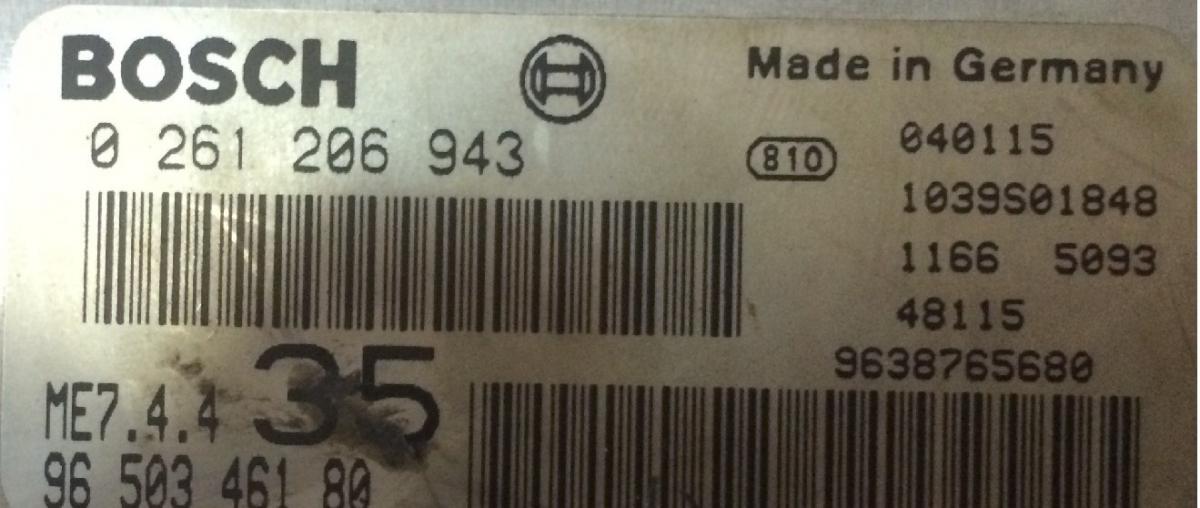 BOSCH
Made in Germany
0 261 206 943
810
040115
1039S01848
1166 5093
48115
9638765680
35
ME7.4.4
96 503 461 80